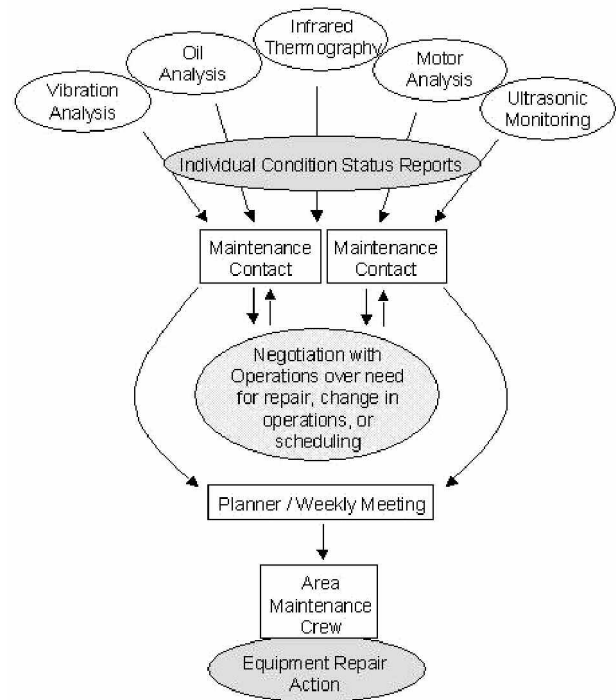 Infrared
Thermography
Oil
Analysis
Motor
Analysis
Vibration
Analysis
Ultrasonic
Monitoring
Individual Condition Status Reports
Maintenance
Contact
Maintenance
Contact
Negotiation with
Operations over need
for repair, change in
operations, or
scheduling
Planner / Weekly Meeting
Area
Maintenance
Crew
Equipment Repair
Action